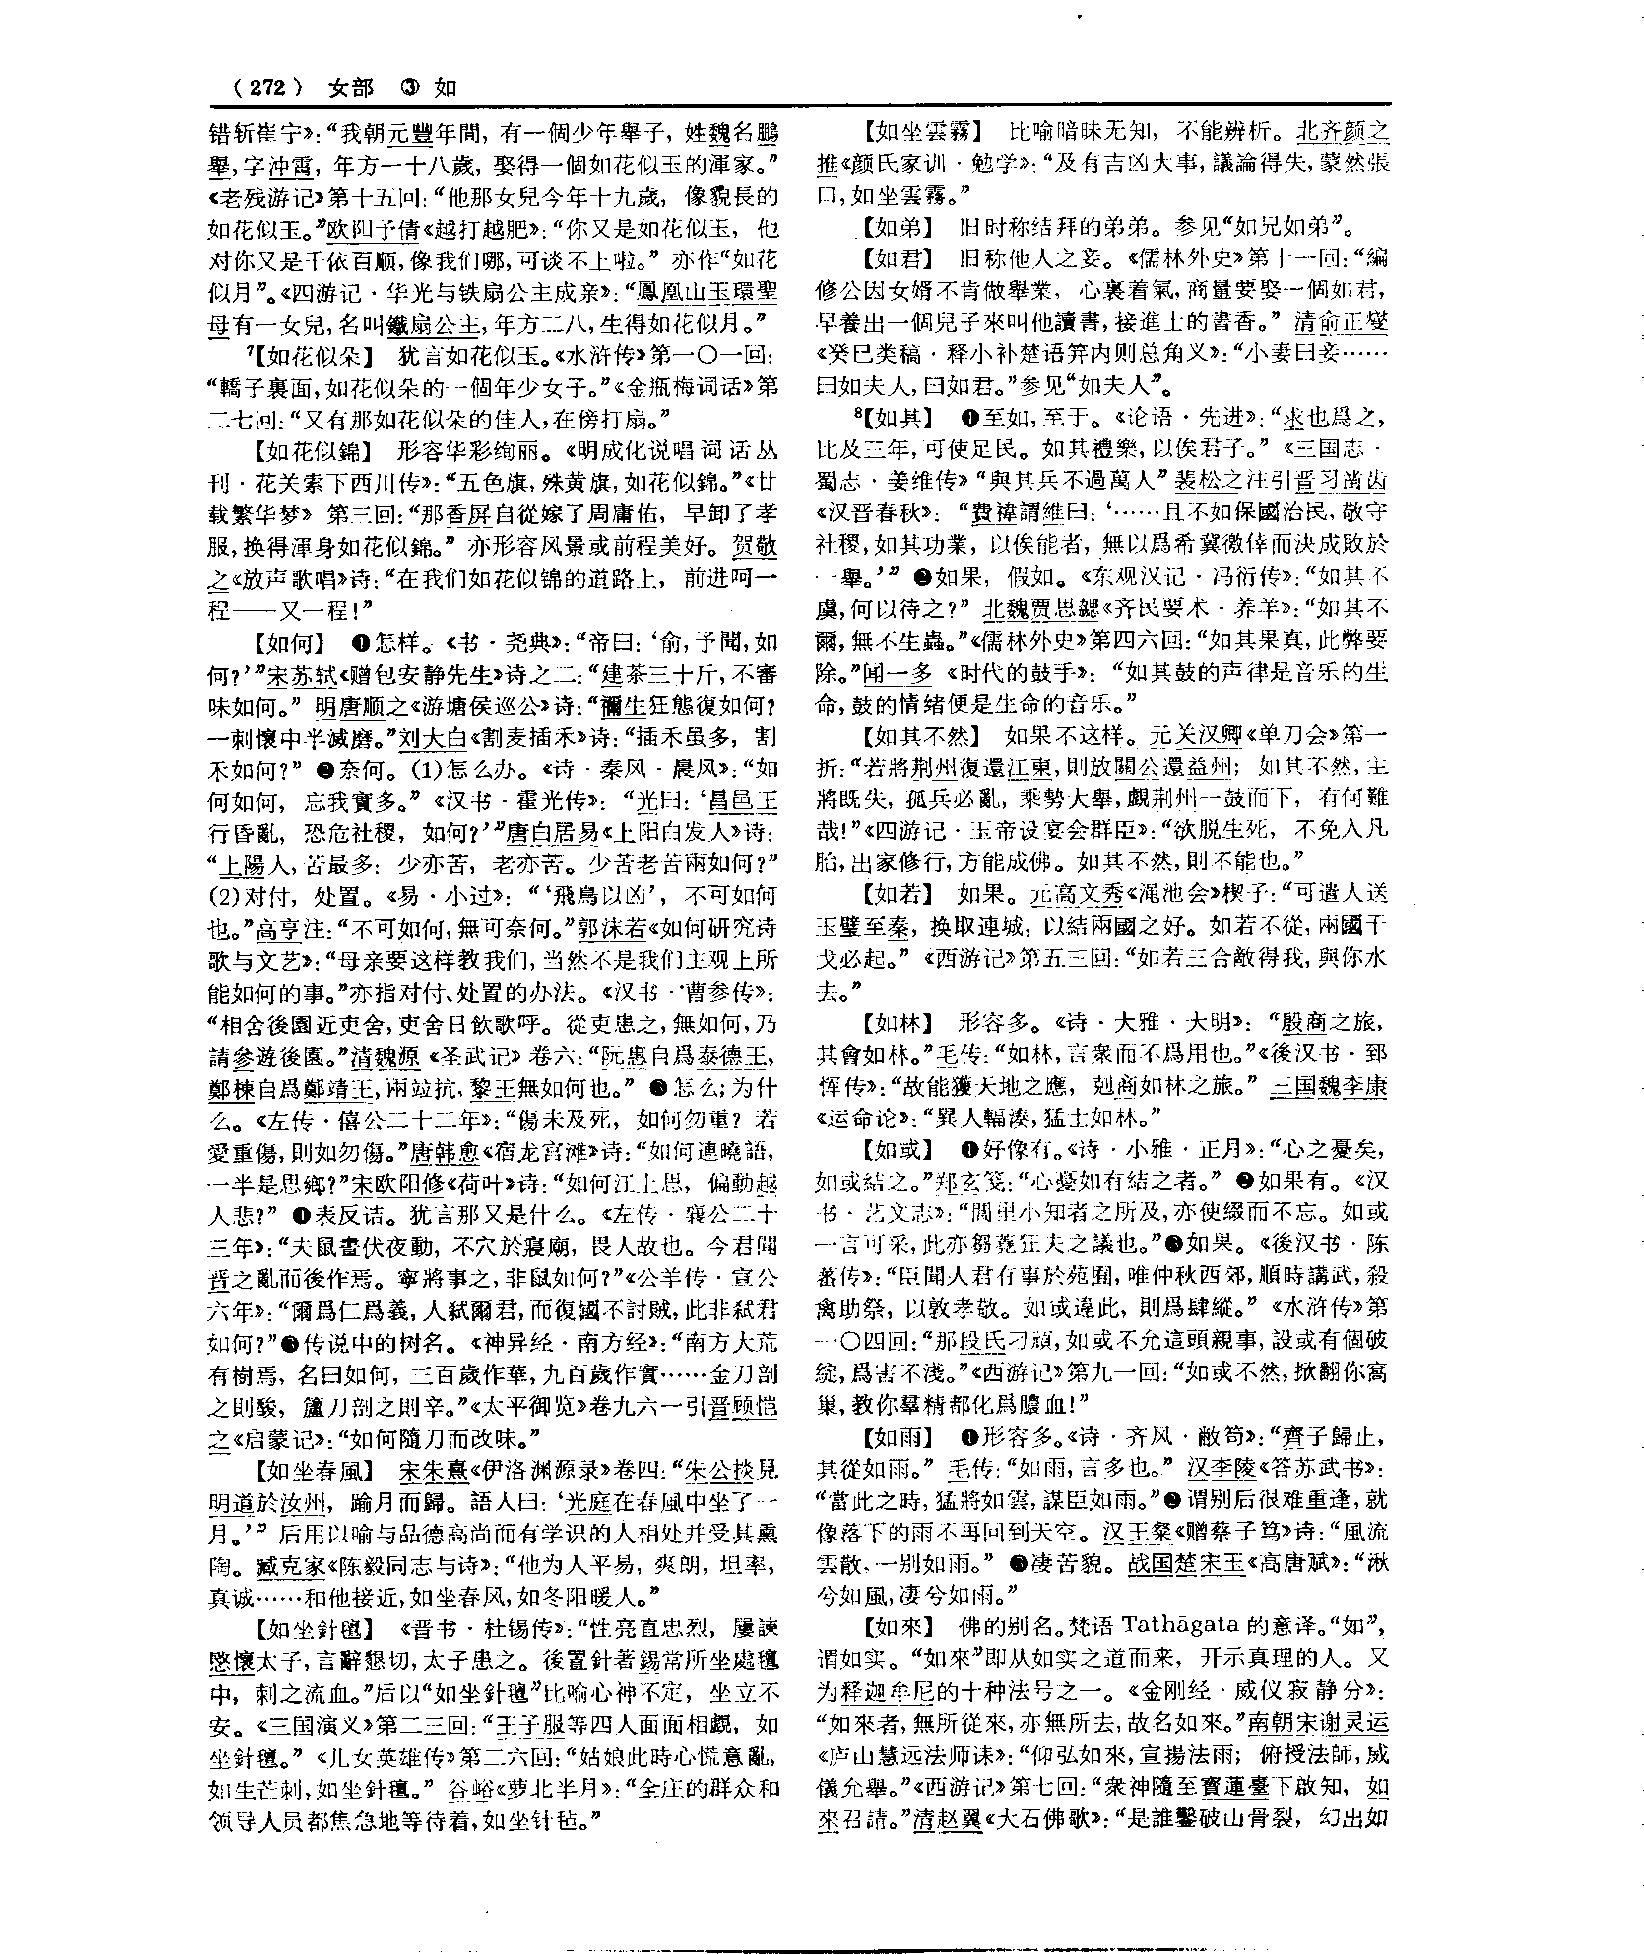 （272） 女部 ③ 如
错斩崔宁》：“我朝元豐年間，有一個少年舉子，姓魏名鵬
舉，字沖霄，年方一十八歲，娶得一個如花似玉的渾家。”
《老残游记》第十五回：“他那女兒今年十九歲，像貌長的
如花似玉。”欧阳予倩《越打越肥》：“你又是如花似玉，他
对你又是千依百顺，像我们哪，可谈不上啦。”亦作“如花
似月”。《四游记·华光与铁扇公主成亲》：“鳳凰山玉環聖
母有一女兒，名叫鐵扇公主，年方二八，生得如花似月。”
7【如花似朵】 犹言如花似玉。《水浒传》第一〇一回：
“轎子裏面，如花似朵的一個年少女子。”《金瓶梅词话》第
二七回：“又有那如花似朵的佳人，在傍打扇。”
【如花似錦】 形容华彩绚丽。《明成化说唱词话丛
刊·花关索下西川传》：“五色旗，殊黄旗，如花似錦。”《廿
载繁华梦》第三回：“那香屏自從嫁了周庸佑，早卸了孝
服，换得渾身如花似錦。”亦形容风景或前程美好。贺敬
之《放声歌唱》诗：“在我们如花似锦的道路上，前进呵一
程——又一程！”
【如何】 ❶怎样。《书·尧典》：“帝曰：‘俞，予聞，如
何？’”宋苏轼《赠包安静先生》诗之二：“建茶三十斤，不審
味如何。”明唐顺之《游塘侯巡公》诗：“禰生狂態復如何？
一刺懷中半滅磨。”刘大白《割麦插禾》诗：“插禾虽多，割
禾如何？”❷奈何。(1)怎么办。《诗·秦风·晨风》：“如
何如何，忘我實多。”《汉书·霍光传》：“光曰：‘昌邑王
行昏亂，恐危社稷，如何？’”唐白居易《上阳白发人》诗：
“上陽人，苦最多：少亦苦，老亦苦。少苦老苦兩如何？”
(2)对付，处置。《易·小过》：“‘飛鳥以凶’，不可如何
也。”高亨注：“不可如何，無可奈何。”郭沫若《如何研究诗
歌与文艺》：“母亲要这样教我们，当然不是我们主观上所
能如何的事。”亦指对付、处置的办法。《汉书·曹参传》：
“相舍後園近吏舍，吏舍日飲歌呼。從吏患之，無如何，乃
請參遊後園。”清魏源《圣武记》卷六：“阮惠自爲泰德王，
鄭棟自爲鄭靖王，兩竝抗，黎王無如何也。”❸怎么；为什
么。《左传·僖公二十二年》：“傷未及死，如何勿重？若
愛重傷，則如勿傷。”唐韩愈《宿龙宫滩》诗：“如何連曉語，
一半是思鄉？”宋欧阳修《荷叶》诗：“如何江上思，偏動越
人悲？”❹表反诘。犹言那又是什么。《左传·襄公二十
三年》：“夫鼠晝伏夜動，不穴於寢廟，畏人故也。今君聞
晋之亂而後作焉。寧將事之，非鼠如何？”《公羊传·宣公
六年》：“爾爲仁爲義，人弑爾君，而復國不討賊，此非弑君
如何？”❺传说中的树名。《神异经·南方经》：“南方大荒
有樹焉，名曰如何，三百歲作華，九百歲作實……金刀剖
之則酸，蘆刀剖之則辛。”《太平御览》卷九六一引晋顾恺
之《启蒙记》：“如何隨刀而改味。”
【如坐春風】 宋朱熹《伊洛渊源录》卷四：“朱公掞見
明道於汝州，踰月而歸。語人曰：‘光庭在春風中坐了一
月。’”后用以喻与品德高尚而有学识的人相处并受其熏
陶。臧克家《陈毅同志与诗》：“他为人平易，爽朗，坦率，
真诚……和他接近，如坐春风，如冬阳暖人。”
【如坐針氈】 《晋书·杜锡传》：“性亮直忠烈，屢諫
愍懷太子，言辭懇切，太子患之。後置針著錫常所坐處氈
中，刺之流血。”后以“如坐針氈”比喻心神不定，坐立不
安。《三国演义》第二三回：“王子服等四人面面相覷，如
坐針氈。”《儿女英雄传》第二六回：“姑娘此時心慌意亂，
如生芒刺，如坐針氈。”谷峪《萝北半月》：“全庄的群众和
领导人员都焦急地等待着，如坐针毡。”
【如坐雲霧】 比喻暗昧无知，不能辨析。北齐颜之
推《颜氏家训·勉学》：“及有吉凶大事，議論得失，蒙然張
口，如坐雲霧。”
【如弟】 旧时称结拜的弟弟。参见“如兄如弟”。
【如君】 旧称他人之妾。《儒林外史》第十一回：“編
修公因女婿不肯做舉業，心裏着氣，商量要娶一個如君，
早養出一個兒子來叫他讀書，接進士的書香。”清俞正燮
《癸巳类稿·释小补楚语笄内则总角义》：“小妻曰妾……
曰如夫人，曰如君。”参见“如夫人”。
8【如其】 ❶至如，至于。《论语·先进》：“求也爲之，
比及三年，可使足民。如其禮樂，以俟君子。”《三国志·
蜀志·姜维传》“與其兵不過萬人”裴松之注引晋习凿齿
《汉晋春秋》：“費禕謂維曰：‘……且不如保國治民，敬守
社稷，如其功業，以俟能者，無以爲希冀徼倖而決成敗於
一舉。’”❷如果，假如。《东观汉记·冯衍传》：“如其不
虞，何以待之？”北魏贾思勰《齐民要术·养羊》：“如其不
爾，無不生蟲。”《儒林外史》第四六回：“如其果真，此弊要
除。”闻一多《时代的鼓手》：“如其鼓的声律是音乐的生
命，鼓的情绪便是生命的音乐。”
【如其不然】 如果不这样。元关汉卿《单刀会》第一
折：“若將荆州復還江東，則放關公還益州；如其不然，主
將既失，孤兵必亂，乘勢大舉，覷荆州一鼓而下，有何難
哉！”《四游记·玉帝设宴会群臣》：“欲脱生死，不免入凡
胎，出家修行，方能成佛。如其不然，則不能也。”
【如若】 如果。元高文秀《渑池会》楔子：“可遣人送
玉璧至秦，换取連城，以結兩國之好。如若不從，兩國干
戈必起。”《西游记》第五三回：“如若三合敵得我，與你水
去。”
【如林】 形容多。《诗·大雅·大明》：“殷商之旅，
其會如林。”毛传：“如林，言衆而不爲用也。”《後汉书·郅
恽传》：“故能獲天地之應，剋商如林之旅。”三国魏李康
《运命论》：“異人輻湊，猛士如林。”
【如或】 ❶好像有。《诗·小雅·正月》：“心之憂矣，
如或結之。”郑玄笺：“心憂如有结之者。”❷如果有。《汉
书·艺文志》：“閭里小知者之所及，亦使綴而不忘。如或
一言可采，此亦芻蕘狂夫之議也。”❸如果。《後汉书·陈
蕃传》：“臣聞人君有事於苑囿，唯仲秋西郊，順時講武，殺
禽助祭，以敦孝敬。如或違此，則爲肆縱。”《水浒传》第
一〇四回：“那段氏刁頑，如或不允這頭親事，設或有個破
綻，爲害不淺。”《西游记》第九一回：“如或不然，掀翻你窩
巢，教你羣精都化爲膿血！”
【如雨】 ❶形容多。《诗·齐风·敝笱》：“齊子歸止，
其從如雨。”毛传：“如雨，言多也。”汉李陵《答苏武书》：
“當此之時，猛將如雲，謀臣如雨。”❷谓别后很难重逢，就
像落下的雨不再回到天空。汉王粲《赠蔡子笃》诗：“風流
雲散，一别如雨。”❸凄苦貌。战国楚宋玉《高唐赋》：“湫
兮如風，凄兮如雨。”
【如來】 佛的别名。梵语 Tathāgata 的意译。“如”，
谓如实。“如來”即从如实之道而来，开示真理的人。又
为释迦牟尼的十种法号之一。《金刚经·威仪寂静分》：
“如來者，無所從來，亦無所去，故名如來。”南朝宋谢灵运
《庐山慧远法师诔》：“仰弘如來，宣揚法雨；俯授法師，威
儀允舉。”《西游记》第七回：“衆神隨至寶蓮臺下啟知，如
來召請。”清赵翼《大石佛歌》：“是誰鑿破山骨裂，幻出如